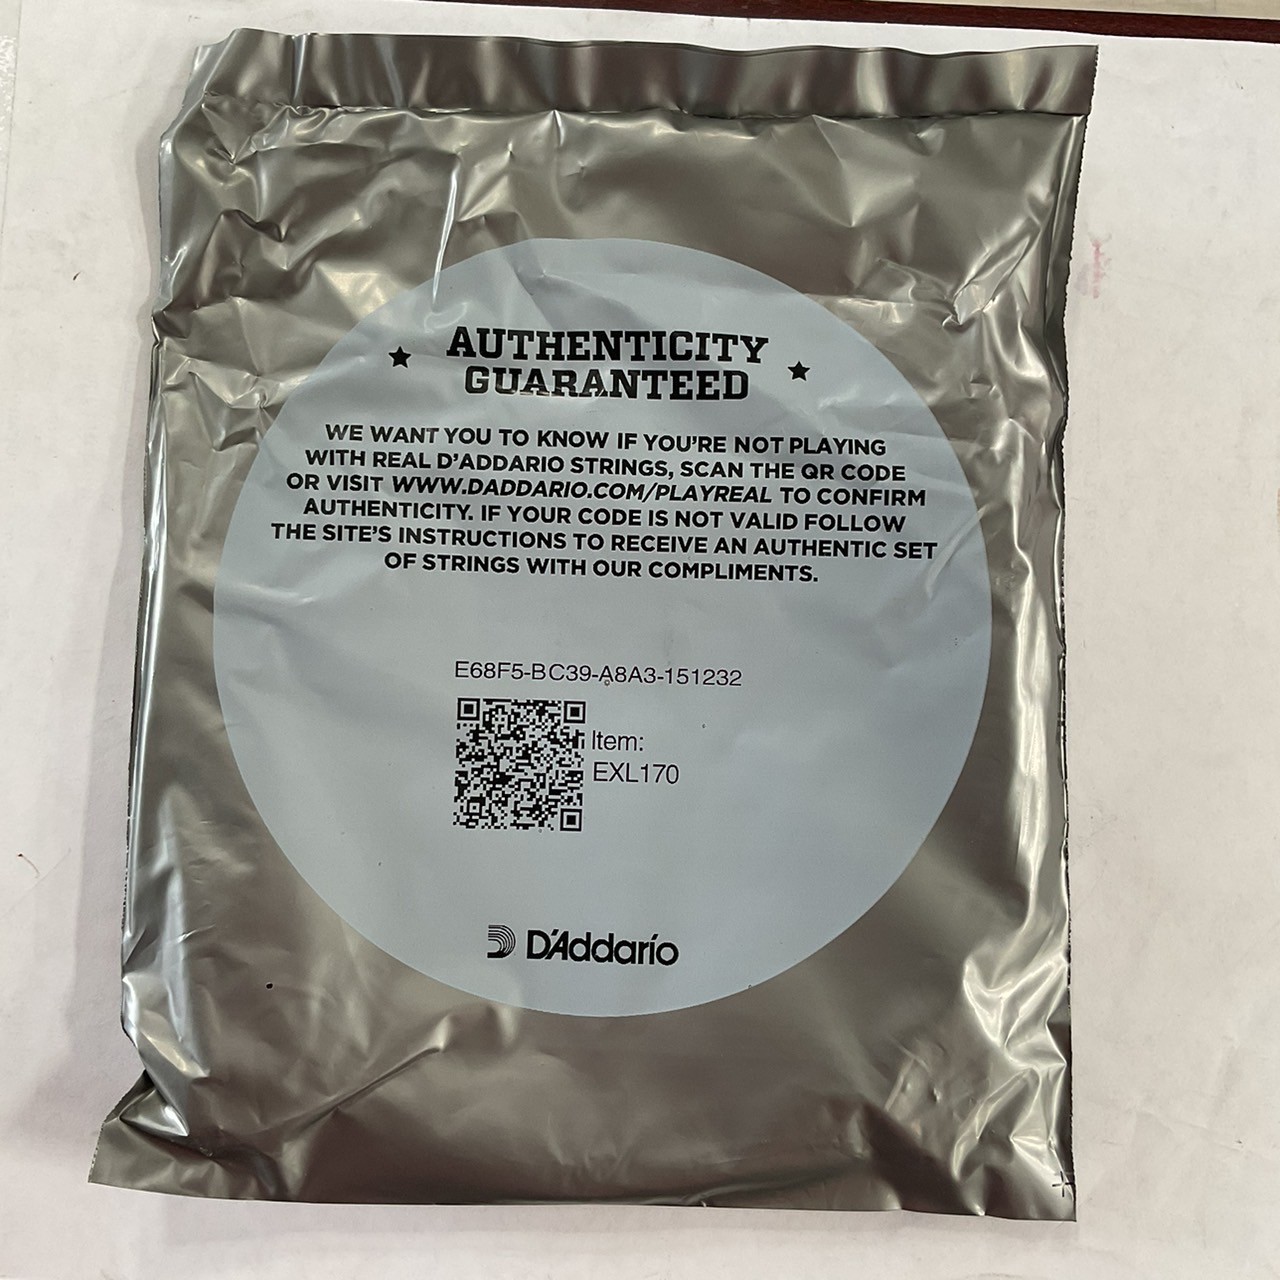 AUTHENTICITY
GUARANTEED
WE WANT YOU TO KNOW IF YOU'RE NOT PLAYING
WITH REAL D'ADDARIO STRINGS, SCAN THE QR CODE
OR VISIT WWW.DADDARIO.COM/PLAYREAL TO CONFIRM
AUTHENTICITY. IF YOUR CODE IS NOT VALID FOLLOW
THE SITE'S INSTRUCTIONS TO RECEIVE AN AUTHENTIC SET
OF STRINGS WITH OUR COMPLIMENTS.
E68F5-BC39-A8A3-151232
Item:
EXL170
D'Addario